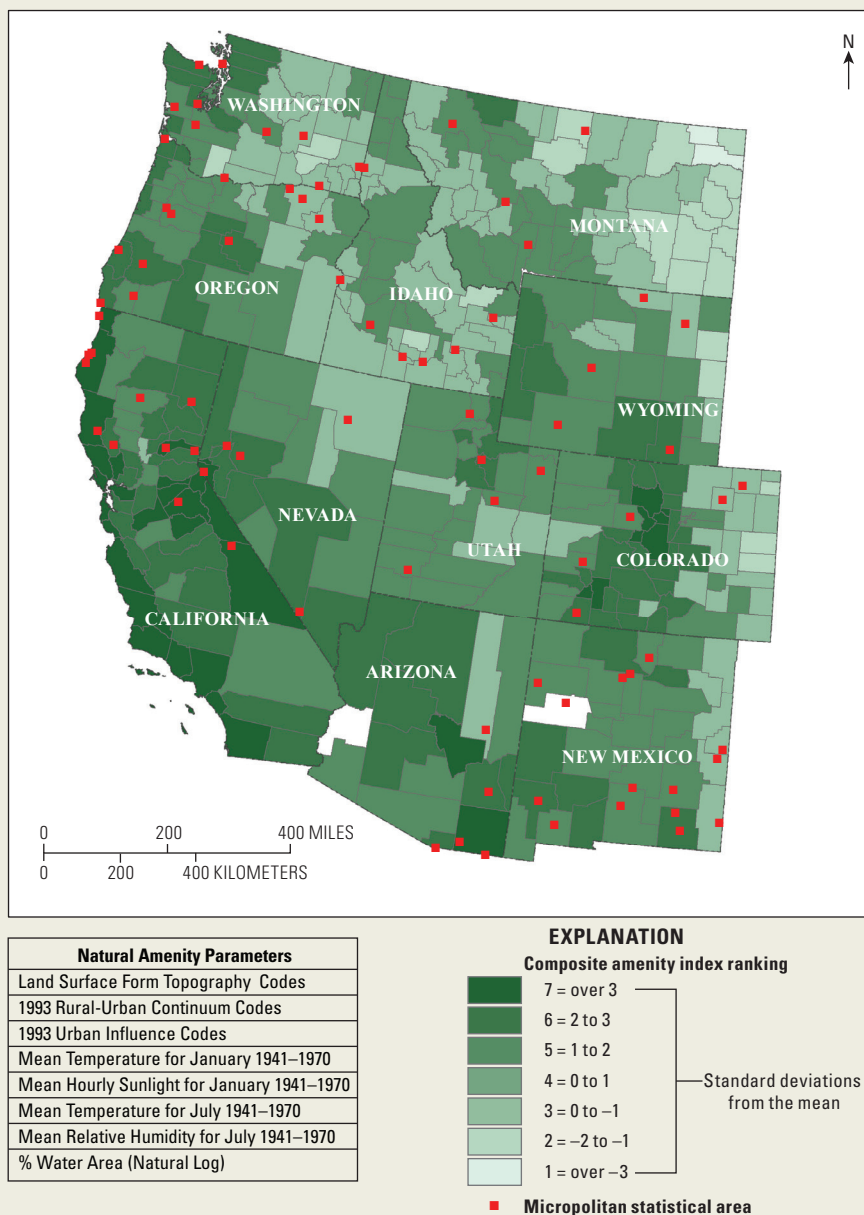 N
WASHINGTON
MONTANA
OREGON
IDAHO
WYOMING
NEVADA
UTAH
COLORADO
CALIFORNIA
ARIZONA
NEW MEXICO
0 200 400 MILES
0 200 400 KILOMETERS
Natural Amenity Parameters
Land Surface Form Topography Codes
1993 Rural-Urban Continuum Codes
1993 Urban Influence Codes
Mean Temperature for January 1941–1970
Mean Hourly Sunlight for January 1941–1970
Mean Temperature for July 1941–1970
Mean Relative Humidity for July 1941–1970
% Water Area (Natural Log)
EXPLANATION
Composite amenity index ranking
7 = over 3
6 = 2 to 3
5 = 1 to 2
4 = 0 to 1
3 = 0 to –1
2 = –2 to –1
1 = over –3
Standard deviations
from the mean
Micropolitan statistical area